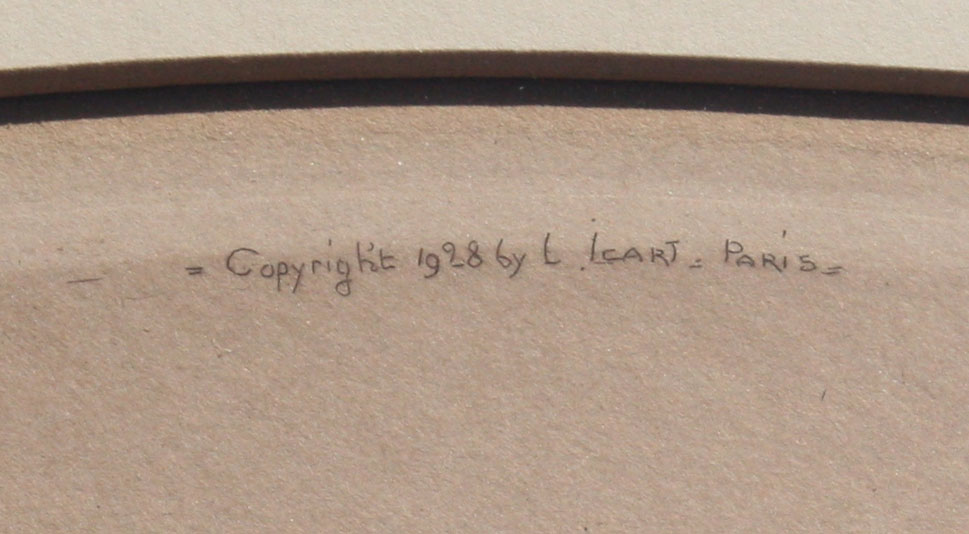 = Copyright 1928 by L. Icart = Paris =